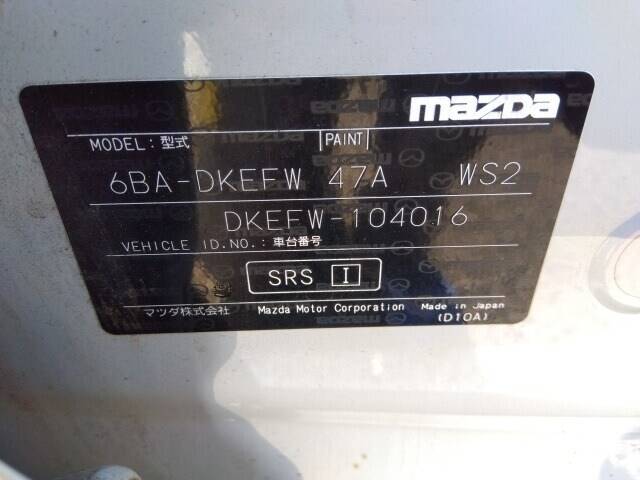 mazda
MODEL: 型式 PAINT
6BA-DKEFW 47A WS2
DKEFW-104016
VEHICLE ID.NO.: 車台番号
SRS I
マツダ株式会社 Mazda Motor Corporation Made in Japan
(D10A)